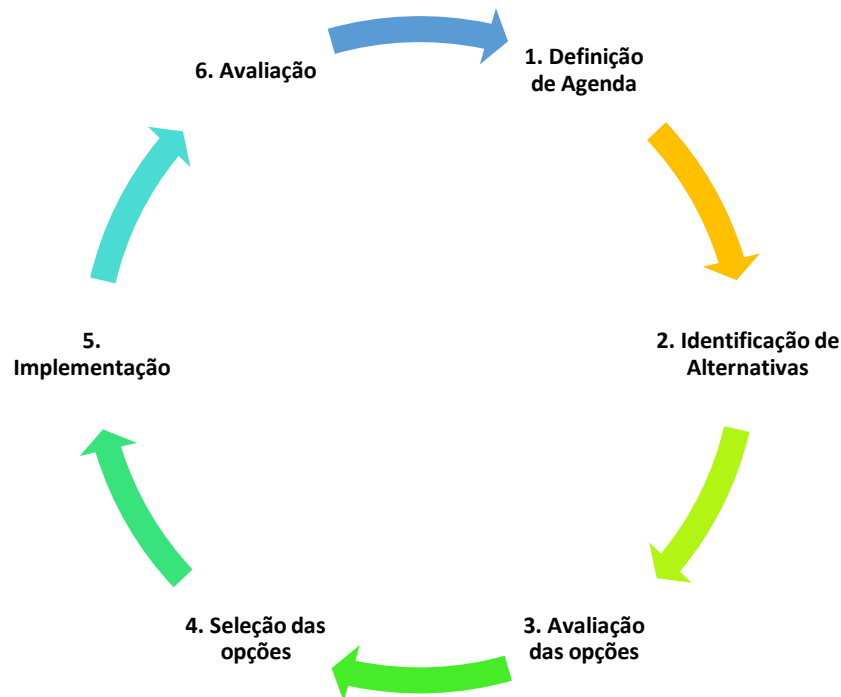 1. Definição
de Agenda
2. Identificação de
Alternativas
3. Avaliação
das opções
4. Seleção das
opções
5.
Implementação
6. Avaliação